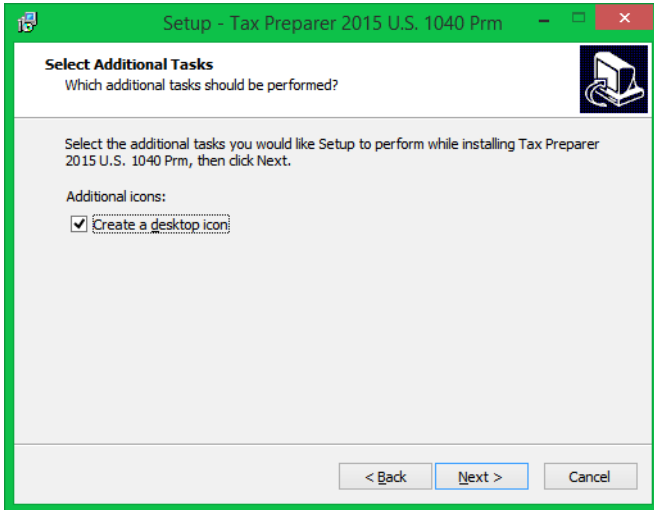 Setup - Tax Preparer 2015 U.S. 1040 Prm
Select Additional Tasks
Which additional tasks should be performed?
Select the additional tasks you would like Setup to perform while installing Tax Preparer
2015 U.S. 1040 Prm, then click Next.
Additional icons:
Create a desktop icon
< Back Next > Cancel